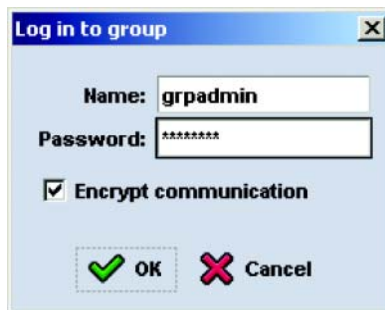 Log in to group
Name: grpadmin
Password: ********
Encrypt communication
OK Cancel